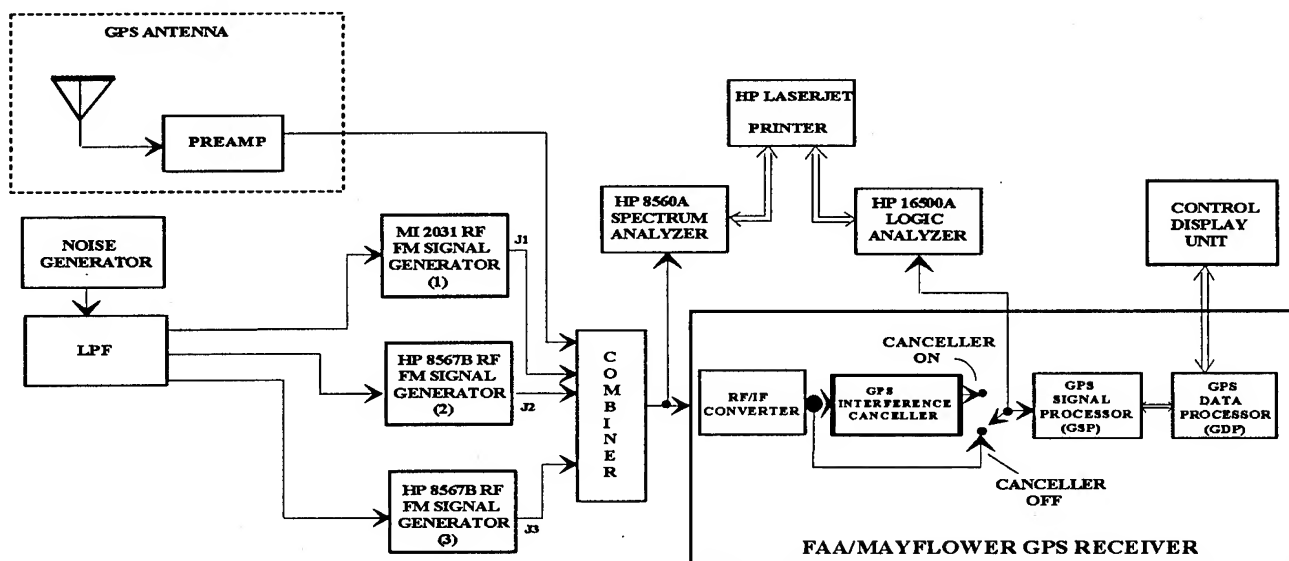 GPS ANTENNA
PREAMP
HP LASERJET
PRINTER
NOISE
GENERATOR
LPF
MI 2031 RF
FM SIGNAL
GENERATOR
(1)
J1
HP 8567B RF
FM SIGNAL
GENERATOR
(2)
J2
HP 8567B RF
FM SIGNAL
GENERATOR
(3)
J3
COMBINER
HP 8560A
SPECTRUM
ANALYZER
HP 16500A
LOGIC
ANALYZER
CONTROL
DISPLAY
UNIT
RF/IF
CONVERTER
GPS
INTERFERENCE
CANCELLER
CANCELLER
ON
CANCELLER
OFF
GPS
SIGNAL
PROCESSOR
(GSP)
GPS
DATA
PROCESSOR
(GDP)
FAA/MAYFLOWER GPS RECEIVER